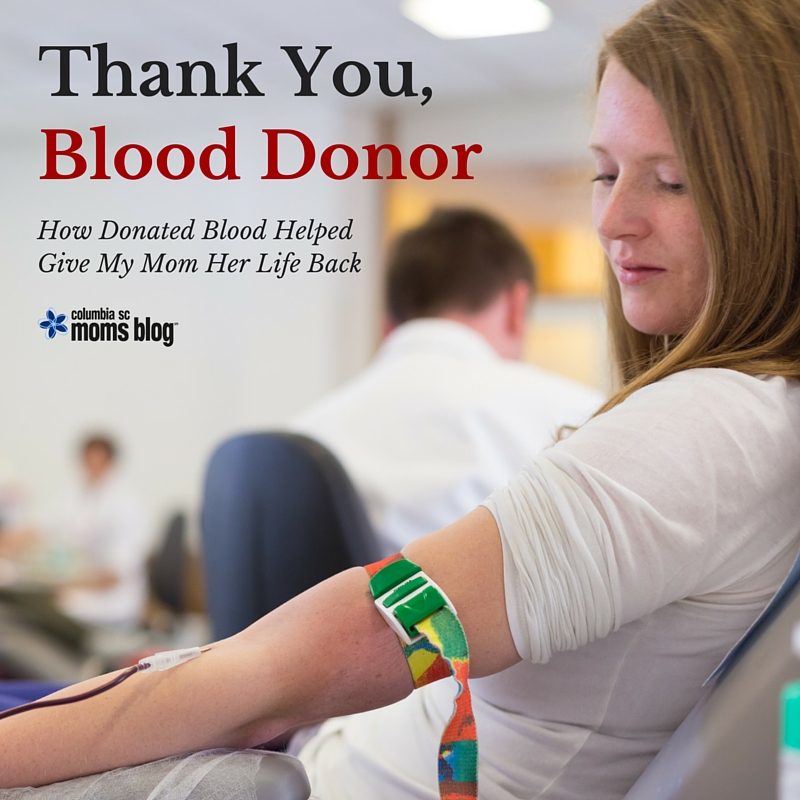 Thank You,
Blood Donor
How Donated Blood Helped
Give My Mom Her Life Back
columbia sc
moms blog